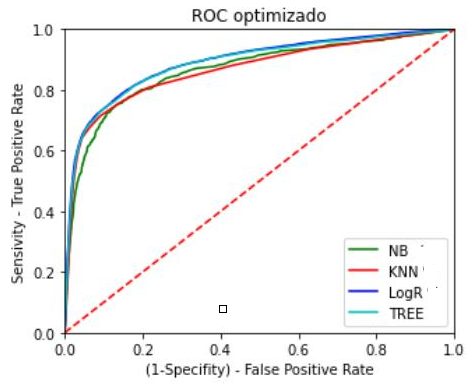 ROC optimizado
Sensivity - True Positive Rate
1.0
0.8
0.6
0.4
0.2
0.0
NB
KNN
LogR
TREE
0.0 0.2 0.4 0.6 0.8 1.0
(1-Specifity) - False Positive Rate